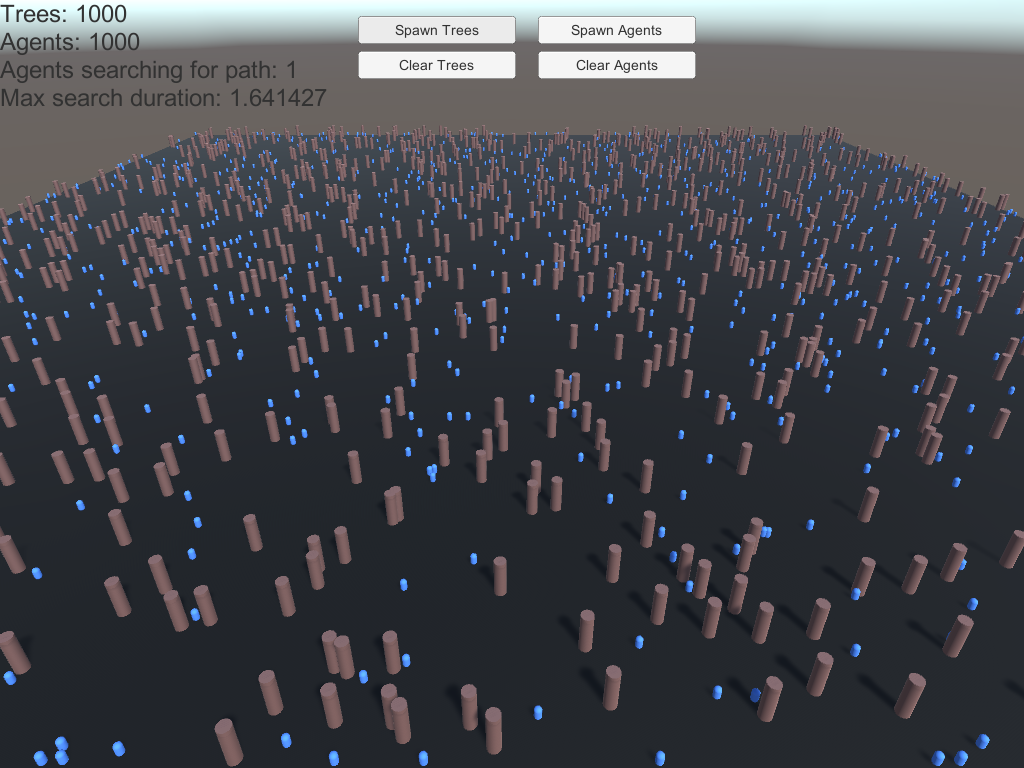 Trees: 1000
Agents: 1000
Agents searching for path: 1
Max search duration: 1.641427
Spawn Trees
Spawn Agents
Clear Trees
Clear Agents